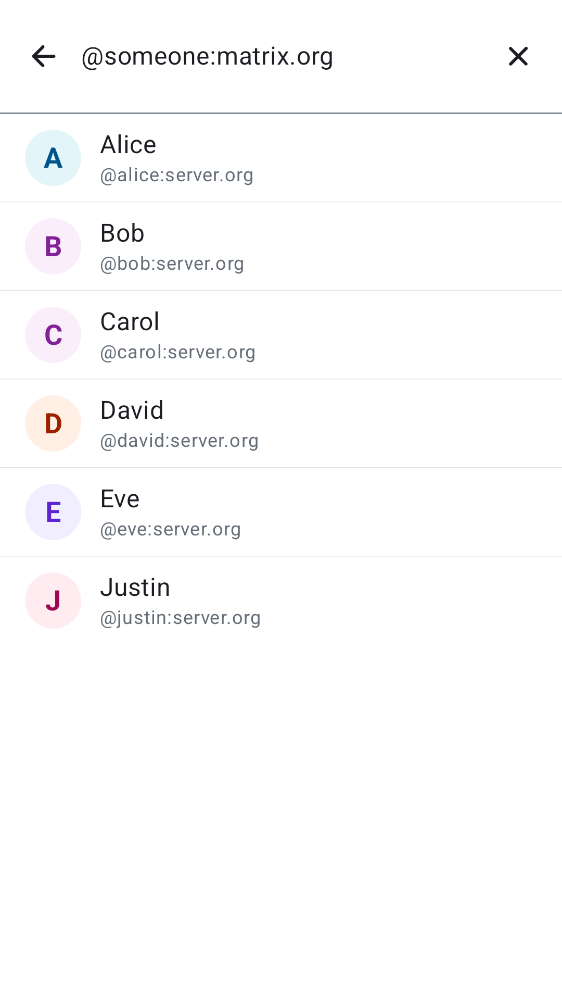 @someone:matrix.org
A
Alice
@alice:server.org
B
Bob
@bob:server.org
C
Carol
@carol:server.org
D
David
@david:server.org
E
Eve
@eve:server.org
J
Justin
@justin:server.org